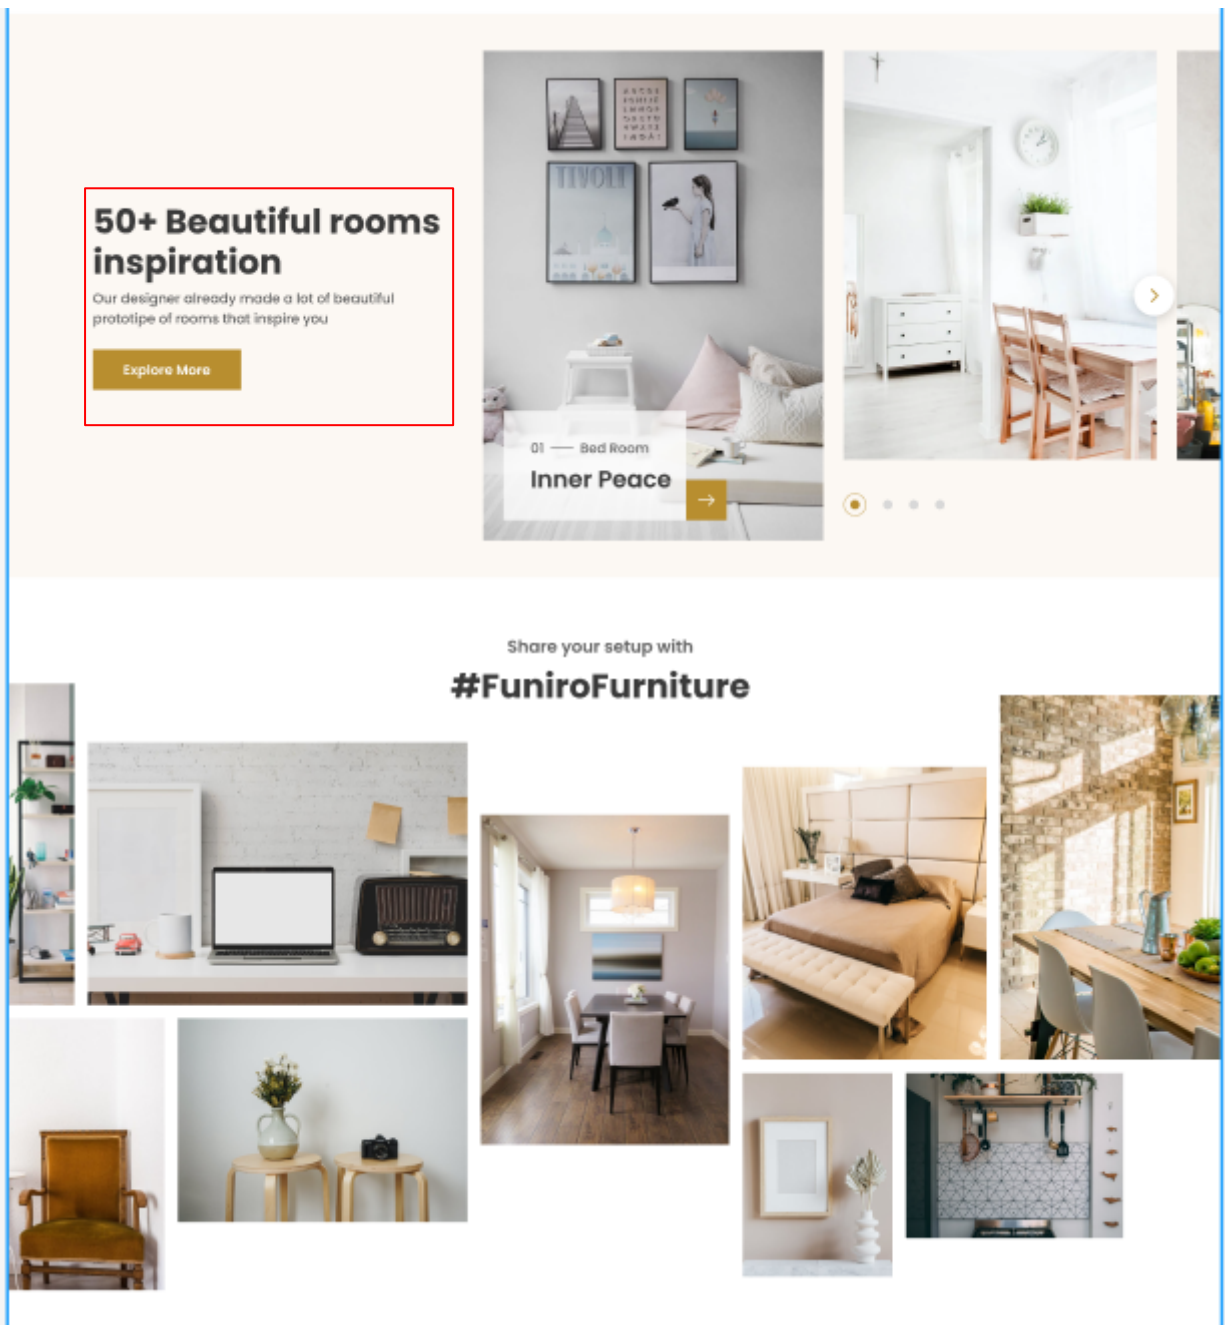 50+ Beautiful rooms
inspiration
Our designer already made a lot of beautiful
prototipe of rooms that inspire you
Explore More
TIVOLI
01 — Bed Room
Inner Peace
Share your setup with
#FuniroFurniture